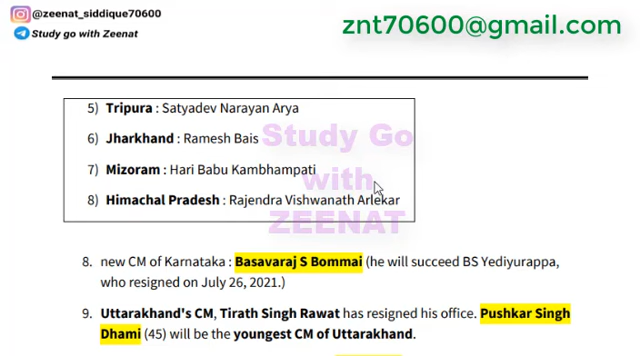 @zeenat_siddique70600
Study go with Zeenat
znt70600@gmail.com
5) Tripura : Satyadev Narayan Arya
6) Jharkhand : Ramesh Bais
7) Mizoram : Hari Babu Kambhampati
8) Himachal Pradesh : Rajendra Vishwanath Arlekar
Study Go
with
ZEENAT
8. new CM of Karnataka : Basavaraj S Bommai (he will succeed BS Yediyurappa,
who resigned on July 26, 2021.)
9. Uttarakhand's CM, Tirath Singh Rawat has resigned his office. Pushkar Singh
Dhami (45) will be the youngest CM of Uttarakhand.